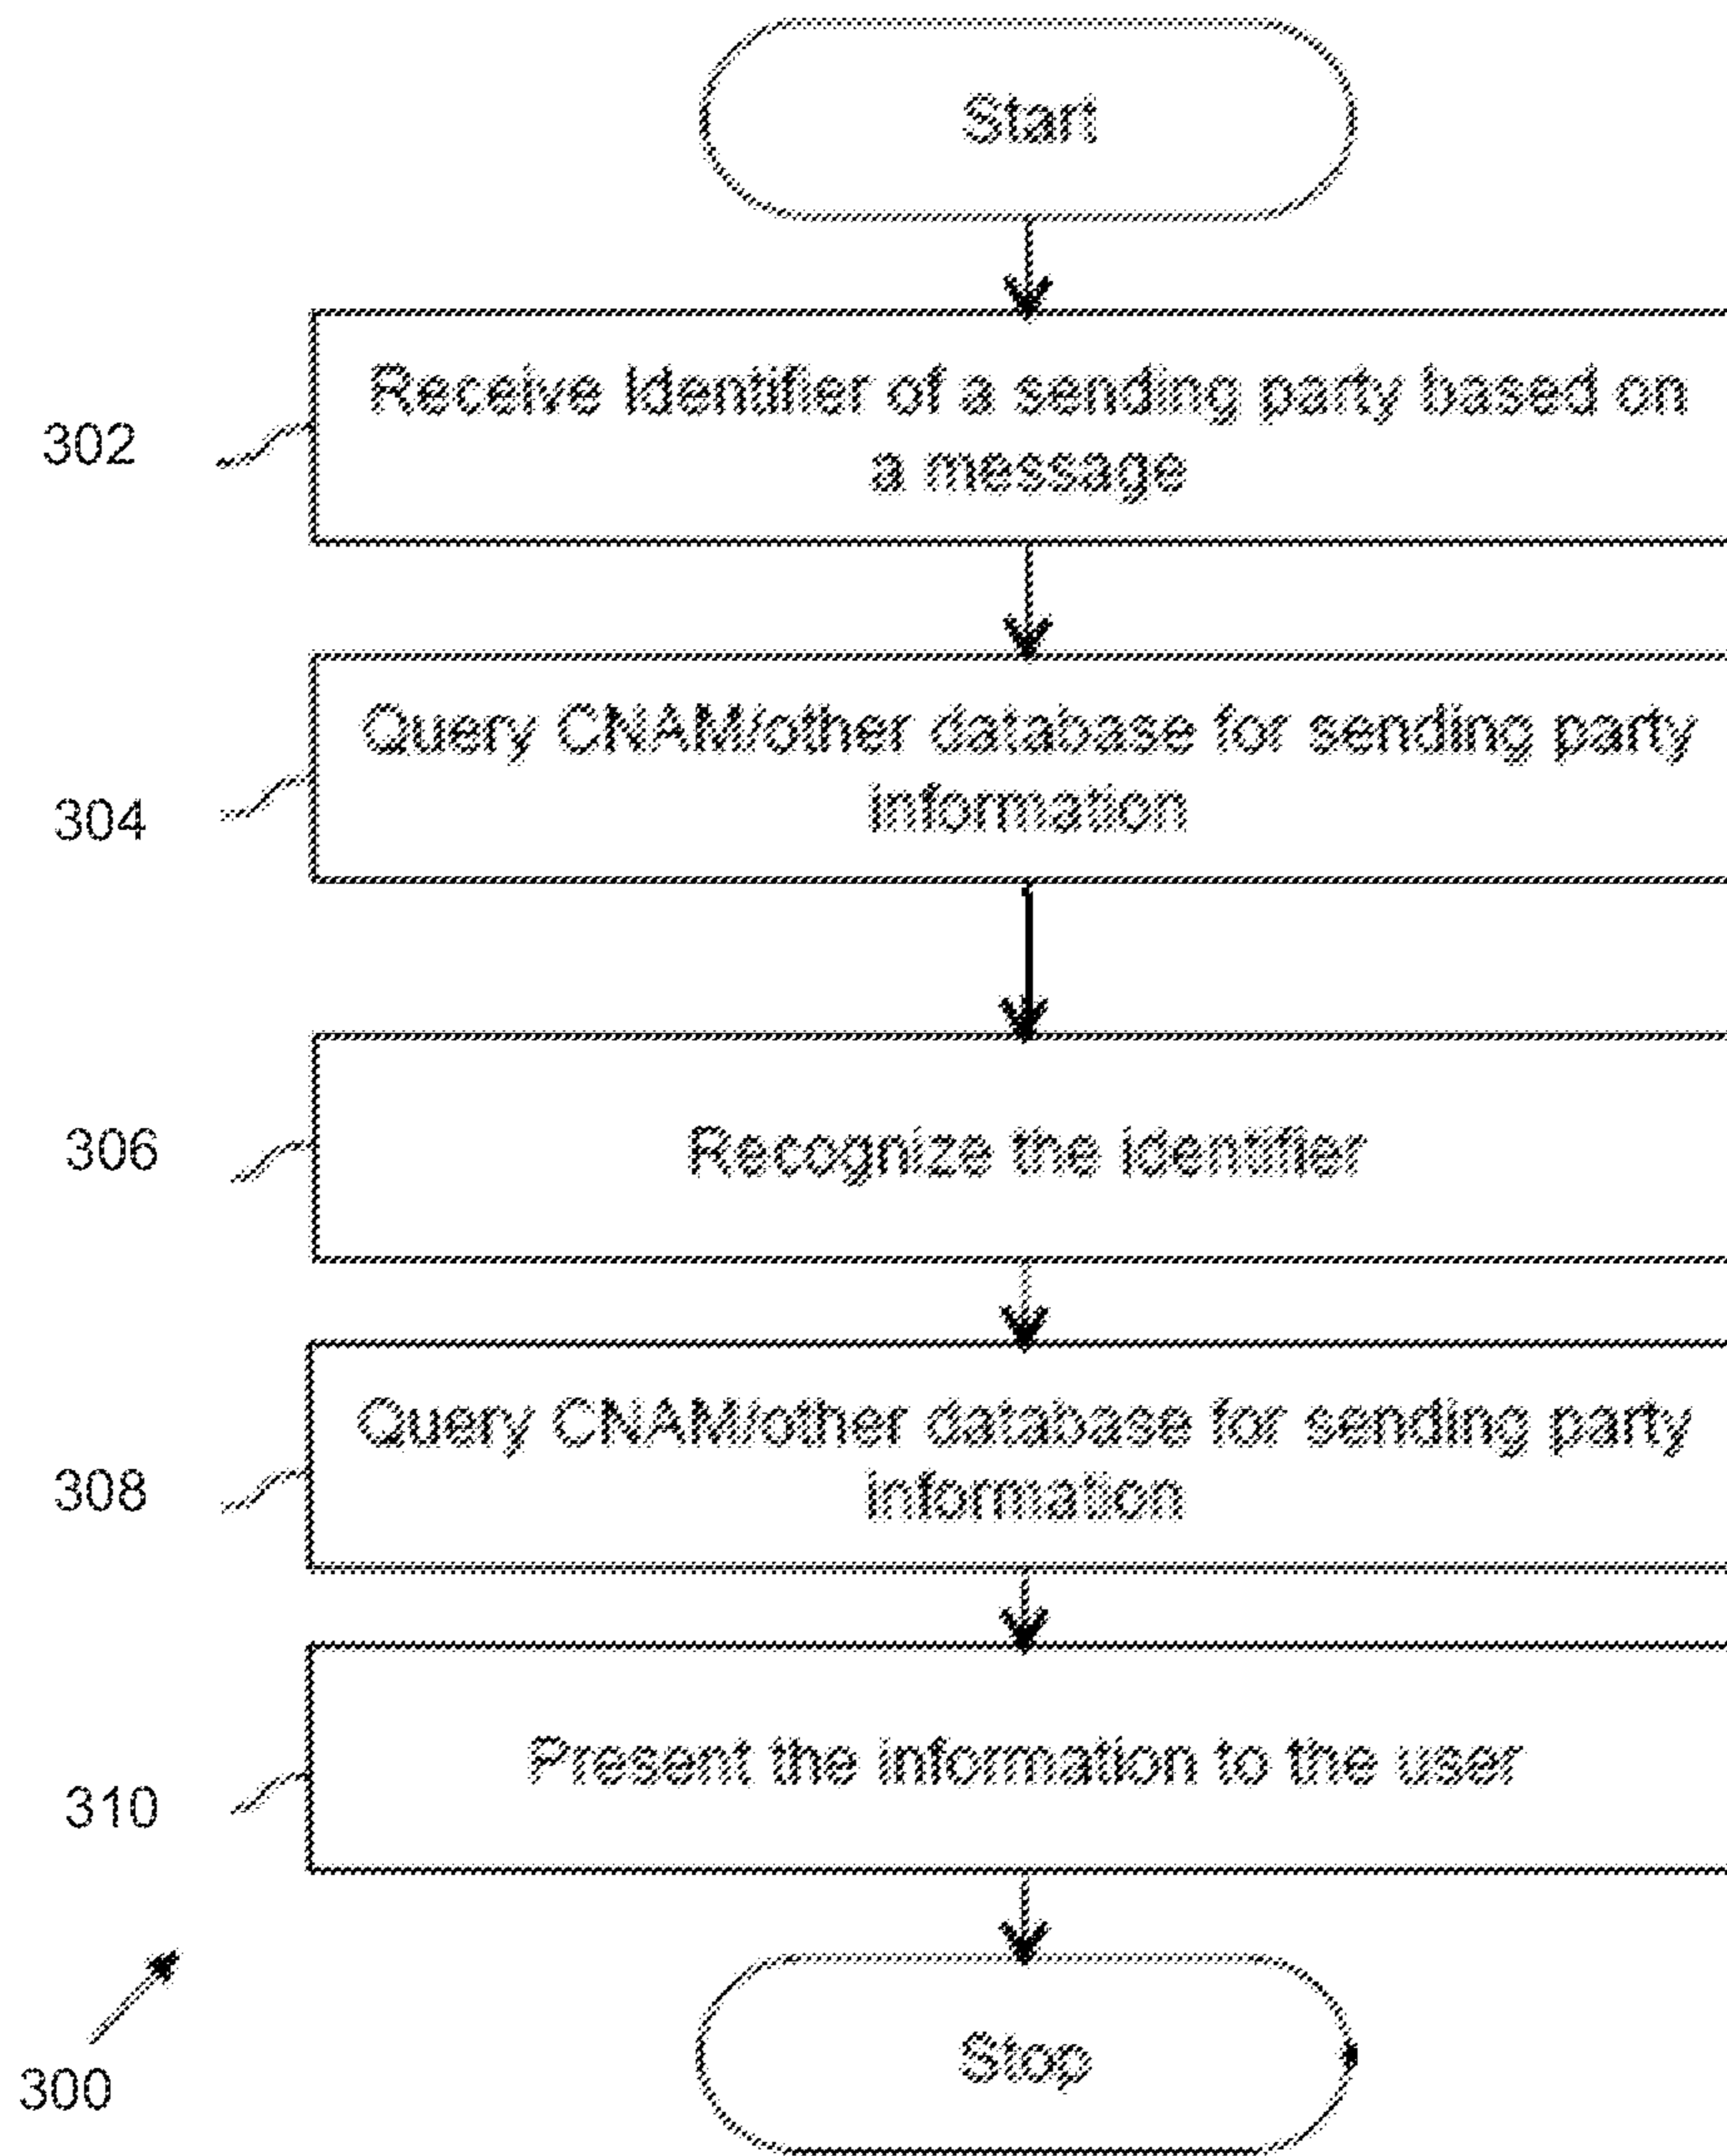 Start
302
Receive Identifier of a sending party based on
a message
304
Query CNAM/other database for sending party
information
306
Recognize the identifier
308
Query CNAM/other database for sending party
information
310
Present the information to the user
300
Stop